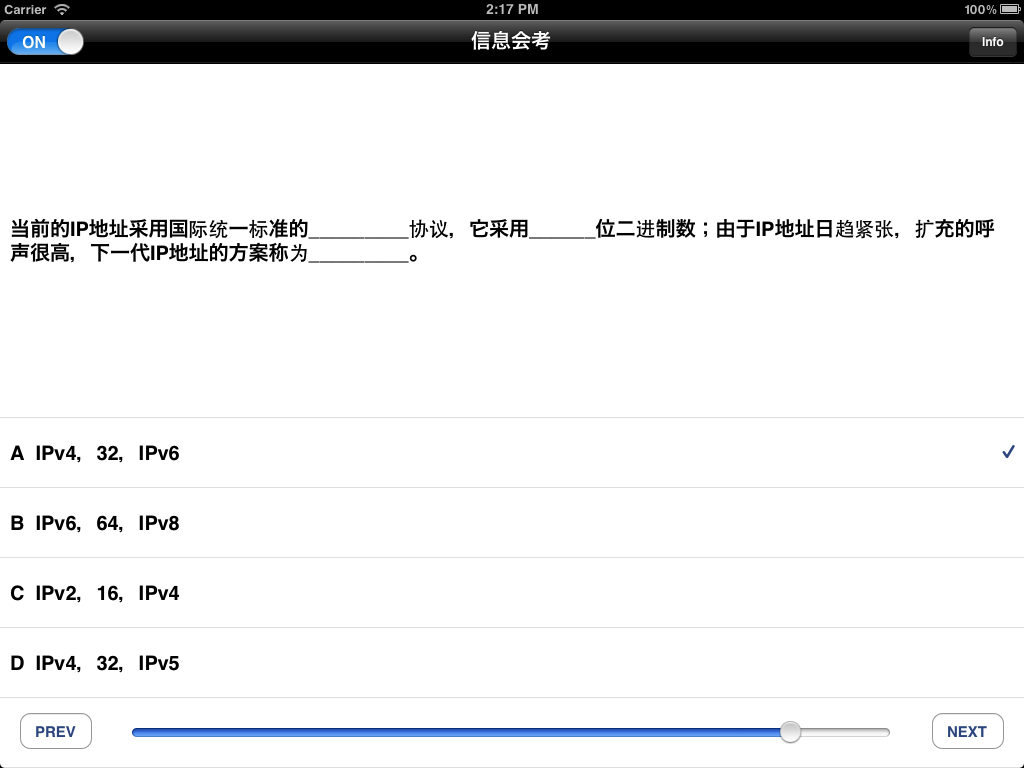 Carrier 2:17 PM 100%
ON 信息会考 Info
当前的IP地址采用国际统一标准的_________协议，它采用______位二进制数；由于IP地址日趋紧张，扩充的呼
声很高，下一代IP地址的方案称为_________。
A IPv4，32，IPv6
B IPv6，64，IPv8
C IPv2，16，IPv4
D IPv4，32，IPv5
PREV NEXT